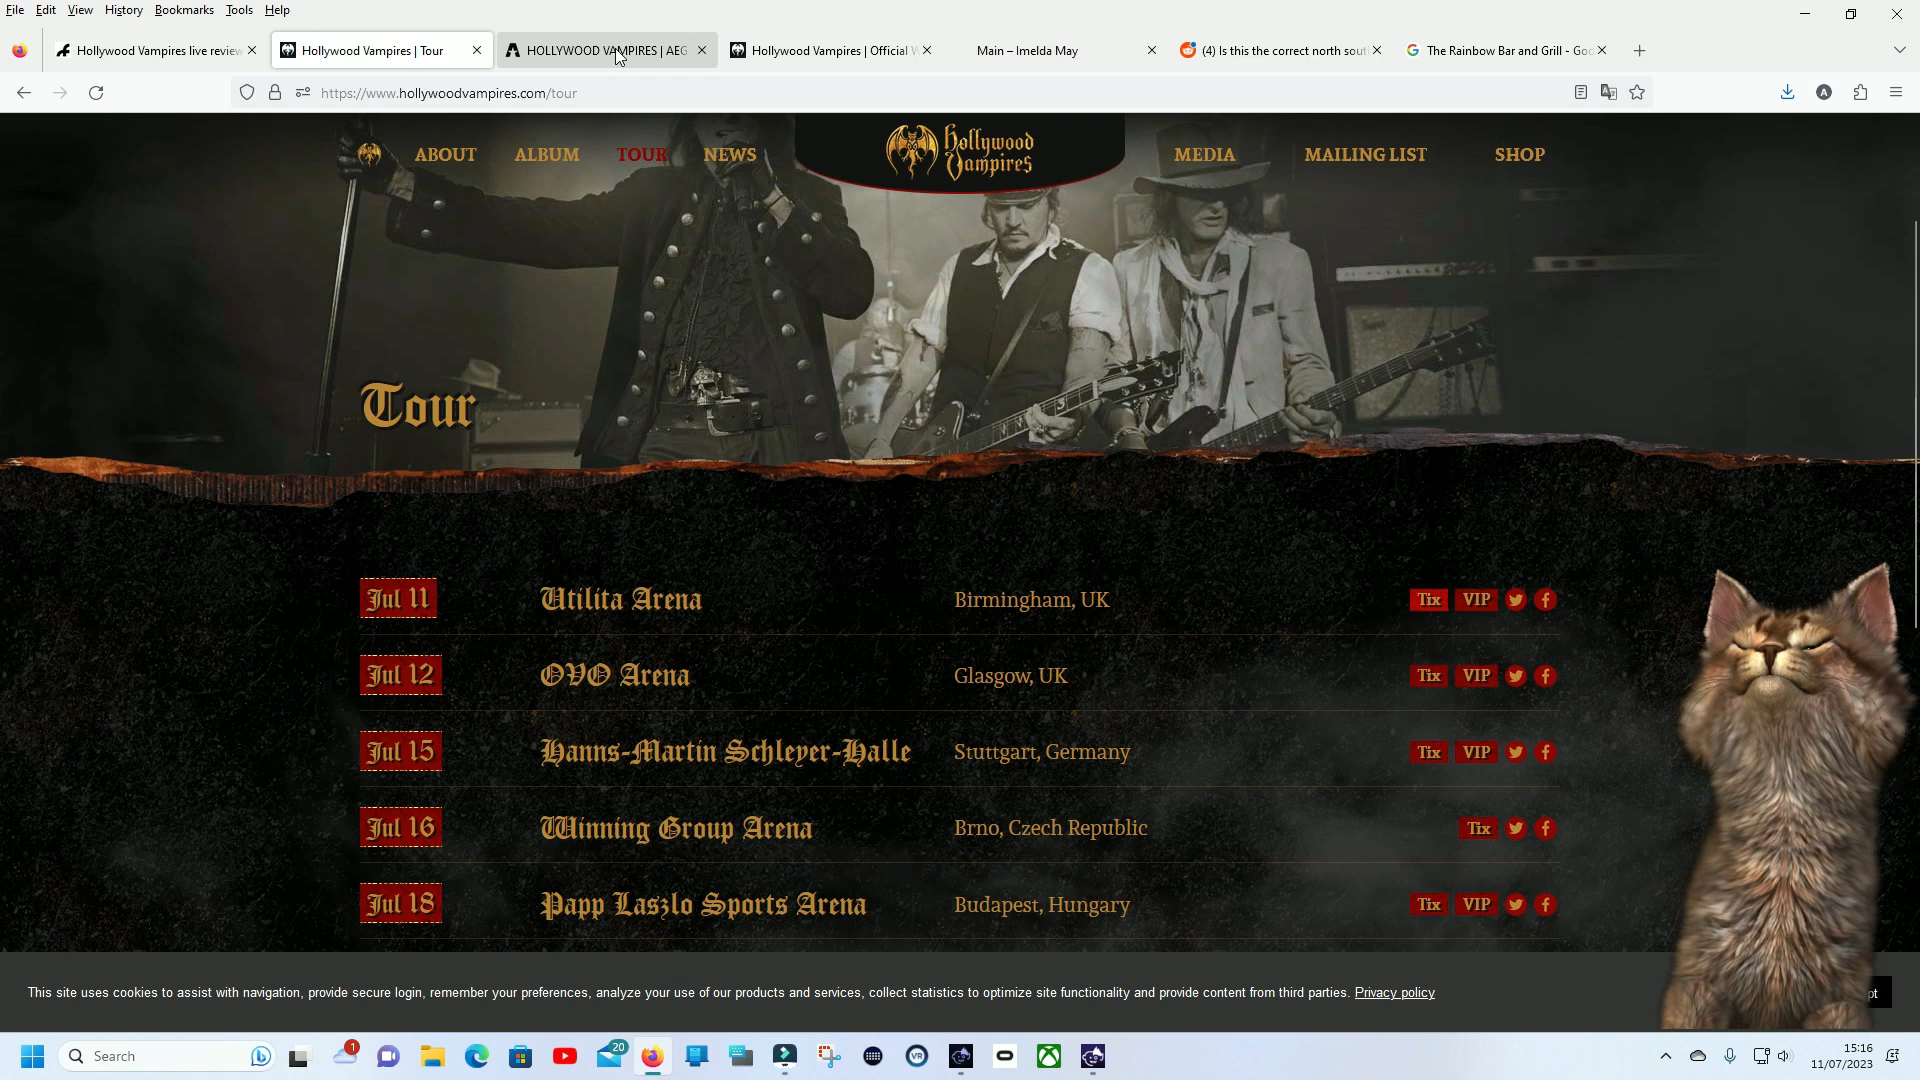 File Edit View History Bookmarks Tools Help
Hollywood Vampires live review
Hollywood Vampires | Tour
HOLLYWOOD VAMPIRES | AEG
Hollywood Vampires | Official W
Main – Imelda May
(4) Is this the correct north sout
The Rainbow Bar and Grill - Goo
https://www.hollywoodvampires.com/tour
A
ABOUT ALBUM TOUR NEWS
Hollywood
Vampires
MEDIA MAILING LIST SHOP
Tour
Jul 11 Utilita Arena Birmingham, UK Tix VIP
Jul 12 OVO Arena Glasgow, UK Tix VIP
Jul 15 Hanns-Martin Schleyer-Halle Stuttgart, Germany Tix VIP
Jul 16 Winning Group Arena Brno, Czech Republic Tix
Jul 18 Papp Laszlo Sports Arena Budapest, Hungary Tix VIP
This site uses cookies to assist with navigation, provide secure login, remember your preferences, analyze your use of our products and services, collect statistics to optimize site functionality and provide content from third parties. Privacy policy
pt
Search
1
20
VR
15:16
11/07/2023